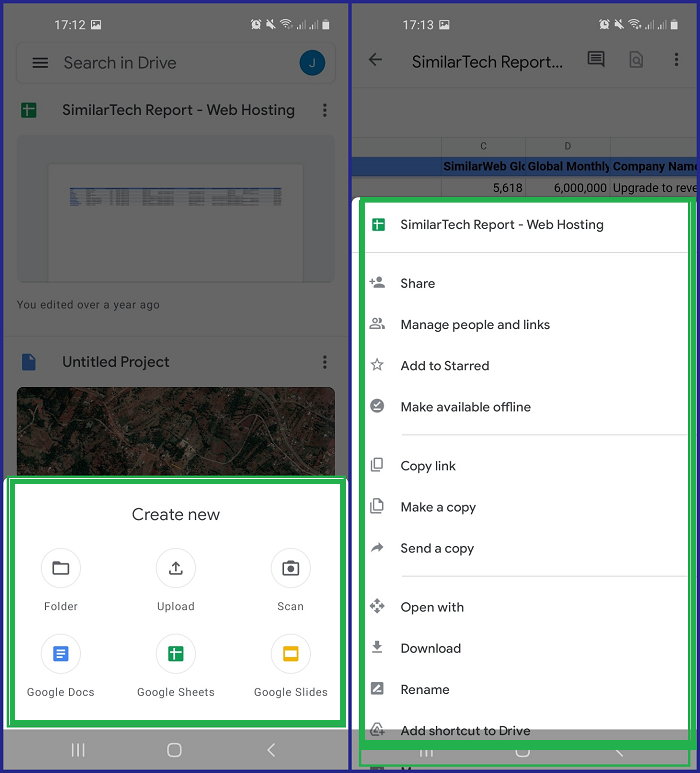 17:12
Search in Drive
J
SimilarTech Report - Web Hosting
You edited over a year ago
Untitled Project
Create new
Folder
Upload
Scan
Google Docs
Google Sheets
Google Slides
17:13
SimilarTech Report...
C
D
SimilarWeb Glo
Global Monthly
Company Name
5,618
6,000,000
Upgrade to reve
SimilarTech Report - Web Hosting
Share
Manage people and links
Add to Starred
Make available offline
Copy link
Make a copy
Send a copy
Open with
Download
Rename
Add shortcut to Drive